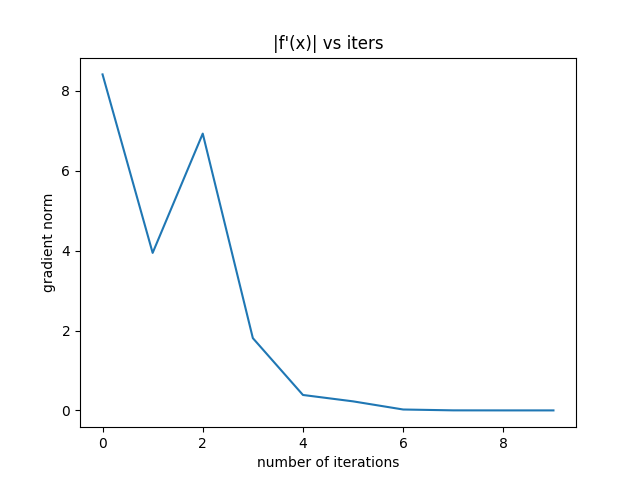 |f'(x)| vs iters
8
6
4
2
0
gradient norm
0 2 4 6 8
number of iterations